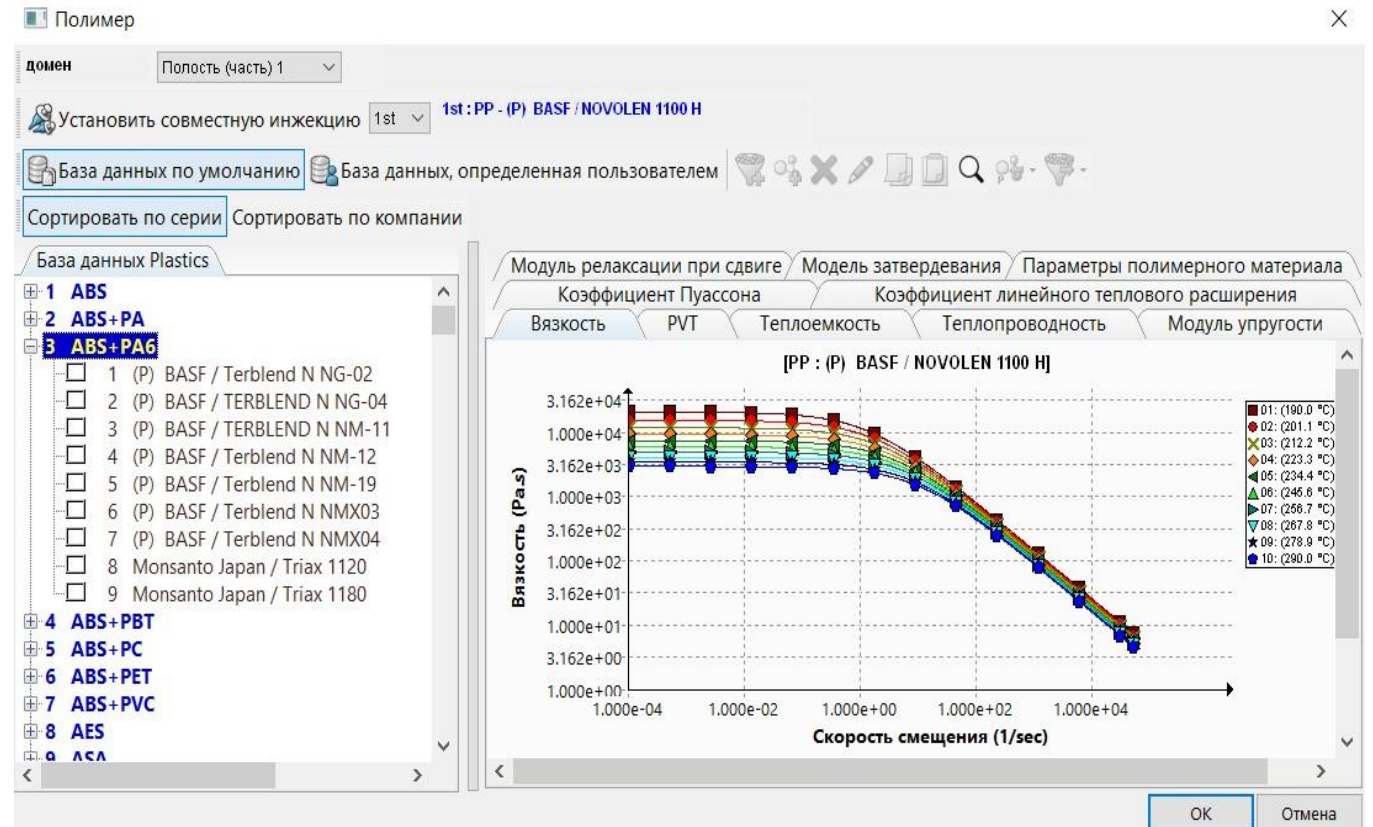 Полимер
домен Полость (часть) 1
Установить совместную инжекцию 1st 1st : PP - (P) BASF / NOVOLEN 1100 H
База данных по умолчанию База данных, определенная пользователем
Сортировать по серии Сортировать по компании
База данных Plastics
1 ABS
2 ABS+PA
3 ABS+PA6
1 (P) BASF / Terblend N NG-02
2 (P) BASF / TERBLEND N NG-04
3 (P) BASF / TERBLEND N NM-11
4 (P) BASF / Terblend N NM-12
5 (P) BASF / Terblend N NM-19
6 (P) BASF / Terblend N NMX03
7 (P) BASF / Terblend N NMX04
8 Monsanto Japan / Triax 1120
9 Monsanto Japan / Triax 1180
4 ABS+PBT
5 ABS+PC
6 ABS+PET
7 ABS+PVC
8 AES
9 ASA
Модуль релаксации при сдвиге Модель затвердевания Параметры полимерного материала
Коэффициент Пуассона Коэффициент линейного теплового расширения
Вязкость PVT Теплоемкость Теплопроводность Модуль упругости
[PP : (P) BASF / NOVOLEN 1100 H]
Вязкость (Pa.s)
3.162e+04
1.000e+04
3.162e+03
1.000e+03
3.162e+02
1.000e+02
3.162e+01
1.000e+01
3.162e+00
1.000e+00
1.000e-04 1.000e-02 1.000e+00 1.000e+02 1.000e+04
Скорость смещения (1/sec)
01: (190.0 °C)
02: (201.1 °C)
03: (212.2 °C)
04: (223.3 °C)
05: (234.4 °C)
06: (245.6 °C)
07: (256.7 °C)
08: (267.8 °C)
09: (278.9 °C)
10: (290.0 °C)
ОК Отмена